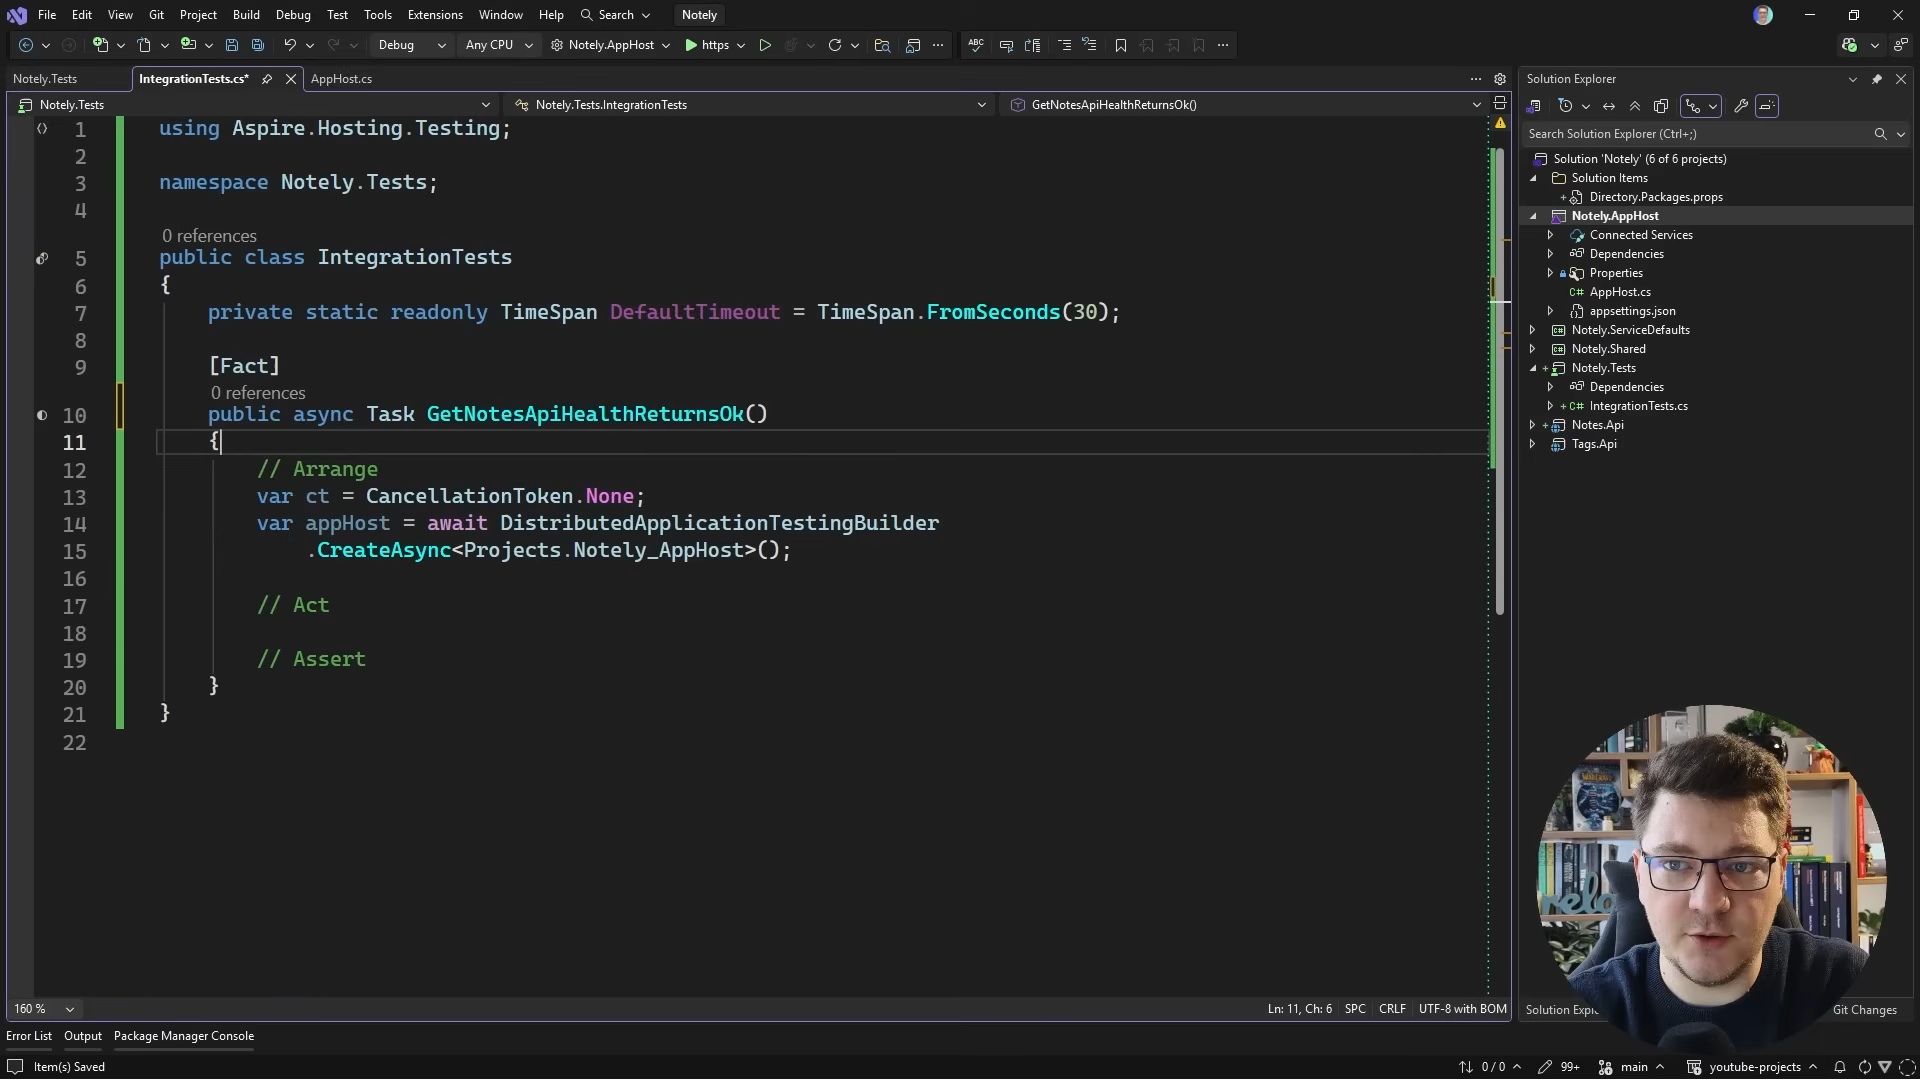 File Edit View Git Project Build Debug Test Tools Extensions Window Help Search Notely
Debug Any CPU Notely.AppHost https
Notely.Tests IntegrationTests.cs* AppHost.cs
Notely.Tests Notely.Tests.IntegrationTests GetNotesApiHealthReturnsOk()
1 using Aspire.Hosting.Testing;
2
3 namespace Notely.Tests;
4
0 references
5 public class IntegrationTests
6 {
7 private static readonly TimeSpan DefaultTimeout = TimeSpan.FromSeconds(30);
8
9 [Fact]
0 references
10 public async Task GetNotesApiHealthReturnsOk()
11 {
12 // Arrange
13 var ct = CancellationToken.None;
14 var appHost = await DistributedApplicationTestingBuilder
15 .CreateAsync<Projects.Notely_AppHost>();
16
17 // Act
18
19 // Assert
20 }
21 }
22
160 % Ln: 11, Ch: 6 SPC CRLF UTF-8 with BOM
Solution Explorer
Search Solution Explorer (Ctrl+;)
Solution 'Notely' (6 of 6 projects)
Solution Items
Directory.Packages.props
Notely.AppHost
Connected Services
Dependencies
Properties
C# AppHost.cs
appsettings.json
Notely.ServiceDefaults
Notely.Shared
Notely.Tests
Dependencies
C# IntegrationTests.cs
Notes.Api
Tags.Api
Git Changes
Error List Output Package Manager Console
Item(s) Saved 0 / 0 99+ main youtube-projects